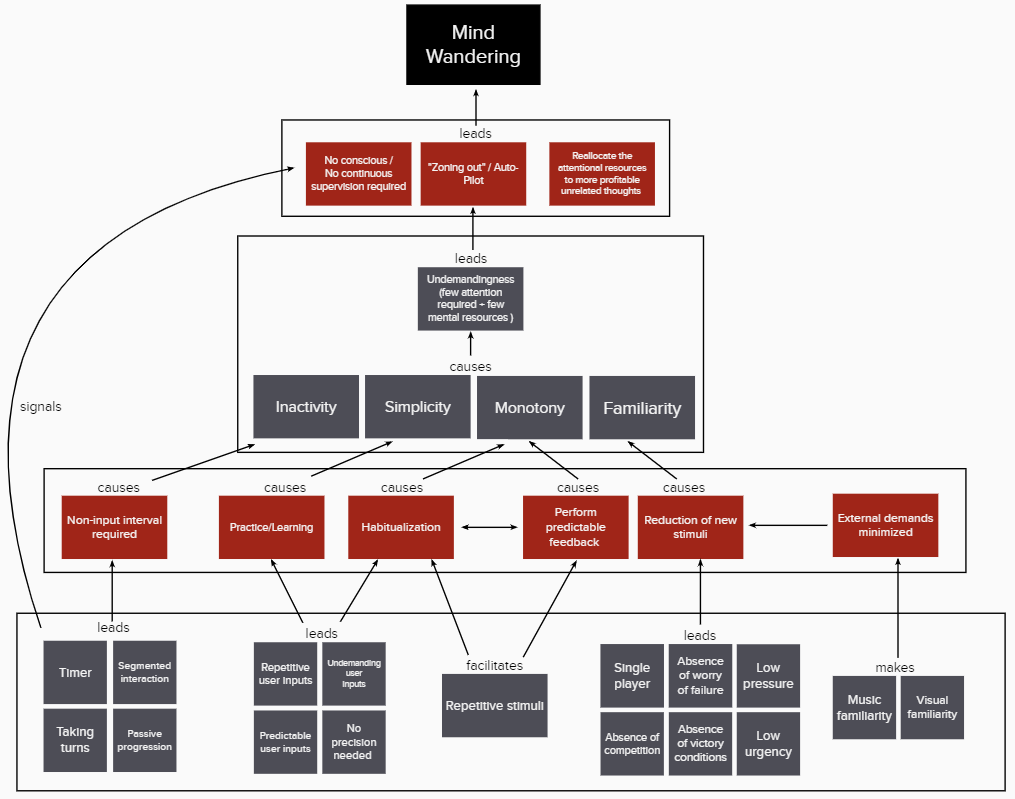 Mind
Wandering
leads
No conscious /
No continuous
supervision required
"Zoning out" / Auto-
Pilot
Reallocate the
attentional resources
to more profitable
unrelated thoughts
leads
Undemandingness
(few attention
required + few
mental resources )
causes
Inactivity
Simplicity
Monotony
Familiarity
signals
causes
causes
causes
causes
causes
Non-input interval
required
Practice/Learning
Habitualization
Perform
predictable
feedback
Reduction of new
stimuli
External demands
minimized
leads
Timer
Segmented
interaction
Taking
turns
Passive
progression
leads
Repetitive
user inputs
Undemanding
user
inputs
Predictable
user inputs
No
precision
needed
facilitates
Repetitive stimuli
leads
Single
player
Absence
of worry
of failure
Low
pressure
Absence of
competition
Absence
of victory
conditions
Low
urgency
makes
Music
familiarity
Visual
familiarity